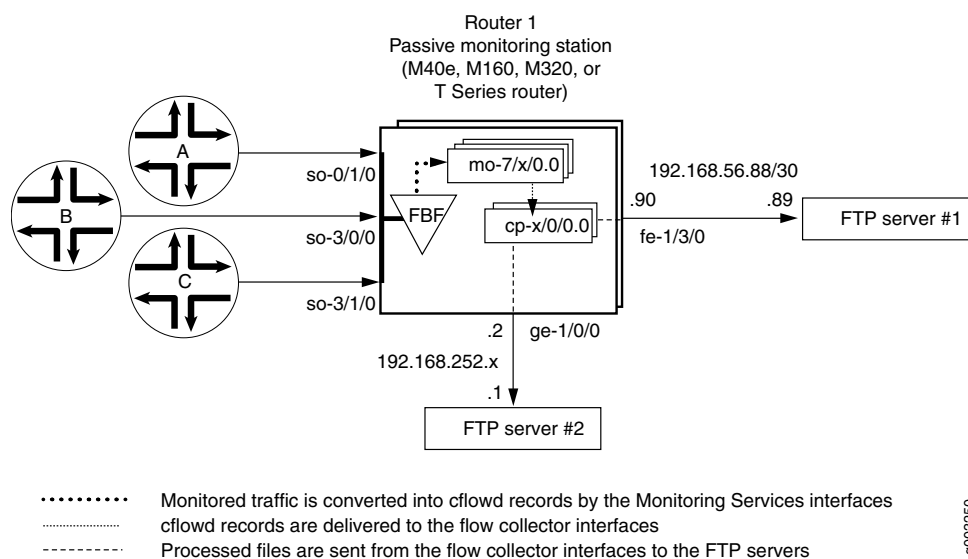 Router 1
Passive monitoring station
(M40e, M160, M320, or
T Series router)
A
B
C
so-0/1/0
so-3/0/0
so-3/1/0
FBF
mo-7/x/0.0
cp-x/0/0.0
192.168.56.88/30
.90
.89
fe-1/3/0
FTP server #1
.2
ge-1/0/0
192.168.252.x
.1
FTP server #2
Monitored traffic is converted into cflowd records by the Monitoring Services interfaces
cflowd records are delivered to the flow collector interfaces
Processed files are sent from the flow collector interfaces to the FTP servers